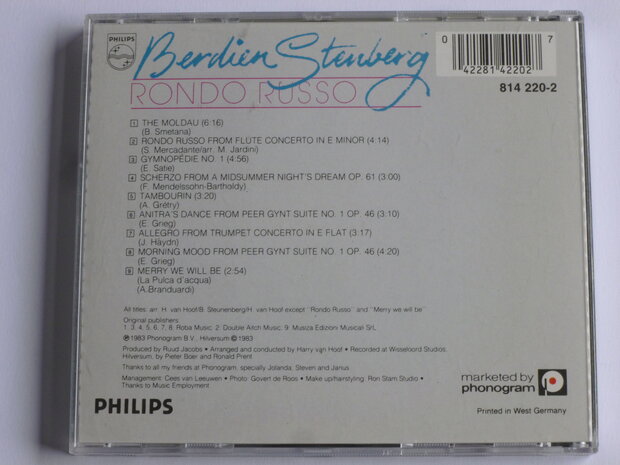 PHILIPS
Berdien Stenberg
RONDO RUSSO
0 42281 42202 7
814 220-2
1 THE MOLDAU (6:16)
(B. Smetana)
2 RONDO RUSSO FROM FLUTE CONCERTO IN E MINOR (4:14)
(S. Mercadante/arr. M. Jardini)
3 GYMNOPÉDIE NO. 1 (4:56)
(E. Satie)
4 SCHERZO FROM A MIDSUMMER NIGHT'S DREAM OP. 61 (3:00)
(F. Mendelssohn-Bartholdy)
5 TAMBOURIN (3:20)
(A. Grétry)
6 ANITRA'S DANCE FROM PEER GYNT SUITE NO. 1 OP. 46 (3:10)
(E. Grieg)
7 ALLEGRO FROM TRUMPET CONCERTO IN E FLAT (3:17)
(J. Haydn)
8 MORNING MOOD FROM PEER GYNT SUITE NO. 1 OP. 46 (4:20)
(E. Grieg)
9 MERRY WE WILL BE (2:54)
(La Pulca d'acqua)
(A.Branduardi)
All titles: arr. H. van Hoof/B. Steunenberg/H. van Hoof except "Rondo Russo" and "Merry we will be"
Original publishers:
1, 3, 4, 5, 6, 7, 8, Roba Music; 2: Double Aitch Music; 9: Musiza Edizioni Musicali SrL.
℗ 1983 Phonogram B.V. Hilversum © 1983
Produced by Ruud Jacobs • Arranged and conducted by Harry van Hoof • Recorded at Wisseloord Studios.
Hilversum, by Pieter Boer and Ronald Prent
Thanks to all my friends at Phonogram, specially Jolanda, Steven and Janus
Management: Cees van Leeuwen • Photo: Govert de Roos • Make up/hairstyling: Ron Stam Studio •
Thanks to Music Employment
PHILIPS
marketed by
phonogram
Printed in West Germany